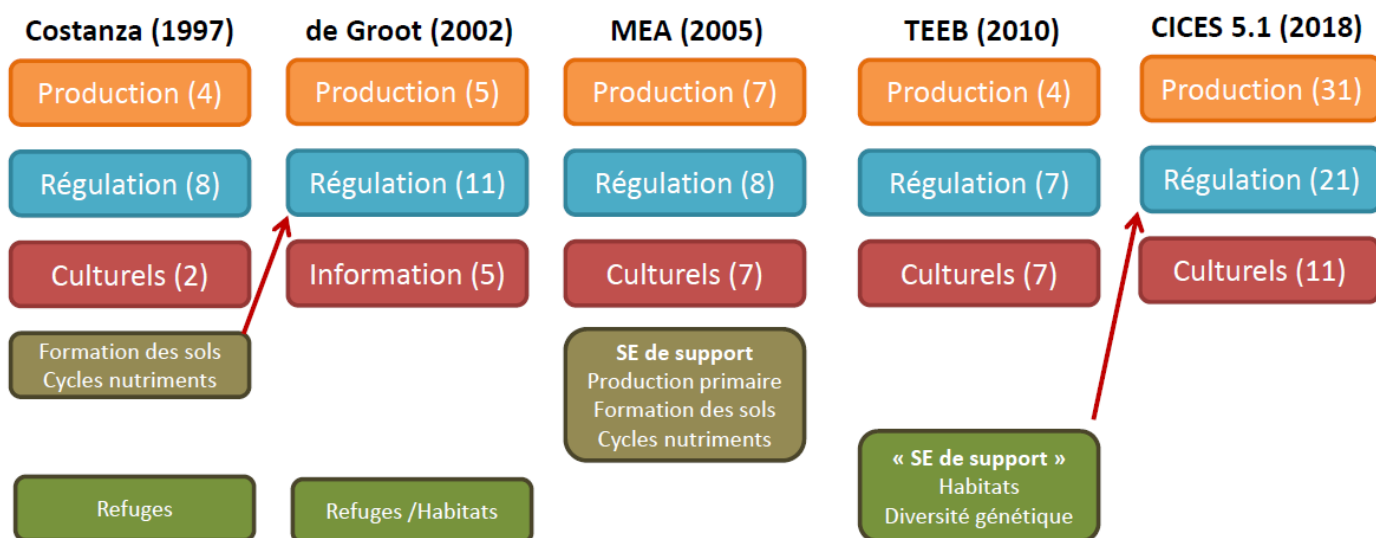 Costanza (1997)
de Groot (2002)
MEA (2005)
TEEB (2010)
CICES 5.1 (2018)
Production (4)
Production (5)
Production (7)
Production (4)
Production (31)
Régulation (8)
Régulation (11)
Régulation (8)
Régulation (7)
Régulation (21)
Culturels (2)
Information (5)
Culturels (7)
Culturels (7)
Culturels (11)
Formation des sols
Cycles nutriments
SE de support
Production primaire
Formation des sols
Cycles nutriments
« SE de support »
Habitats
Diversité génétique
Refuges
Refuges /Habitats